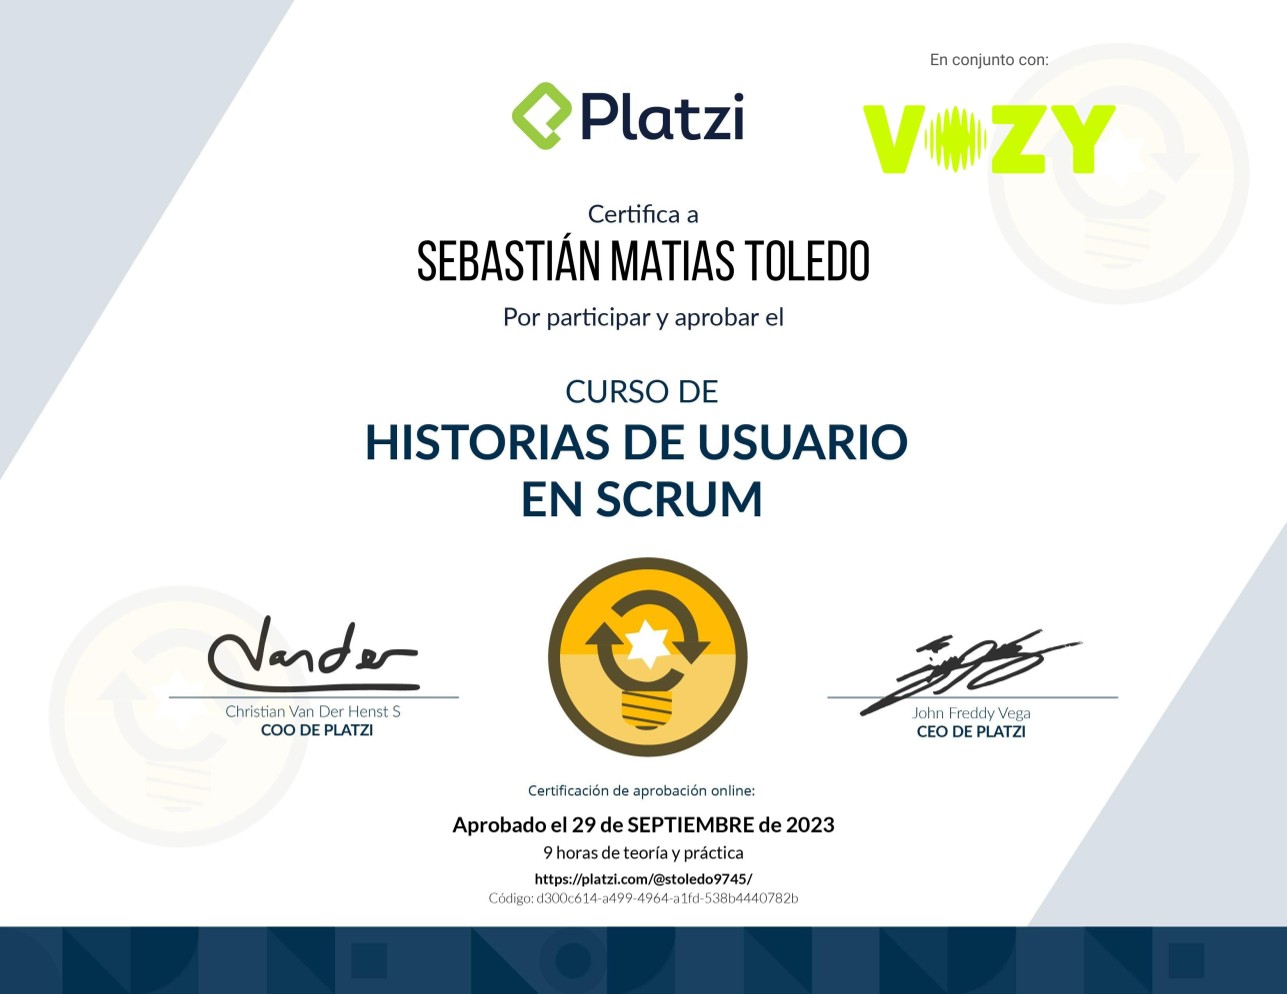 En conjunto con:
Platzi
VOZY
Certifica a
SEBASTIÁN MATIAS TOLEDO
Por participar y aprobar el
CURSO DE
HISTORIAS DE USUARIO
EN SCRUM
Vander
Christian Van Der Henst S
COO DE PLATZI
John Freddy Vega
CEO DE PLATZI
Certificación de aprobación online:
Aprobado el 29 de SEPTIEMBRE de 2023
9 horas de teoría y práctica
https://platzi.com/@stoledo9745/
Código: d300c614-a499-4964-a1fd-538b4440782b